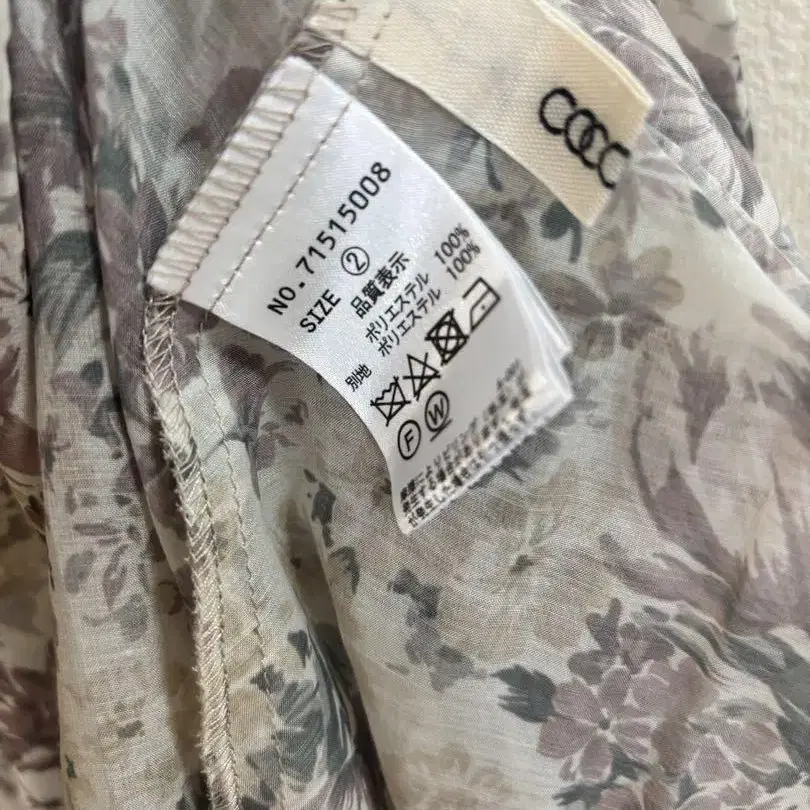 COCC
NO.71515008
SIZE ②
品質表示
ポリエステル 100%
別地 ポリエステル 100%
F W